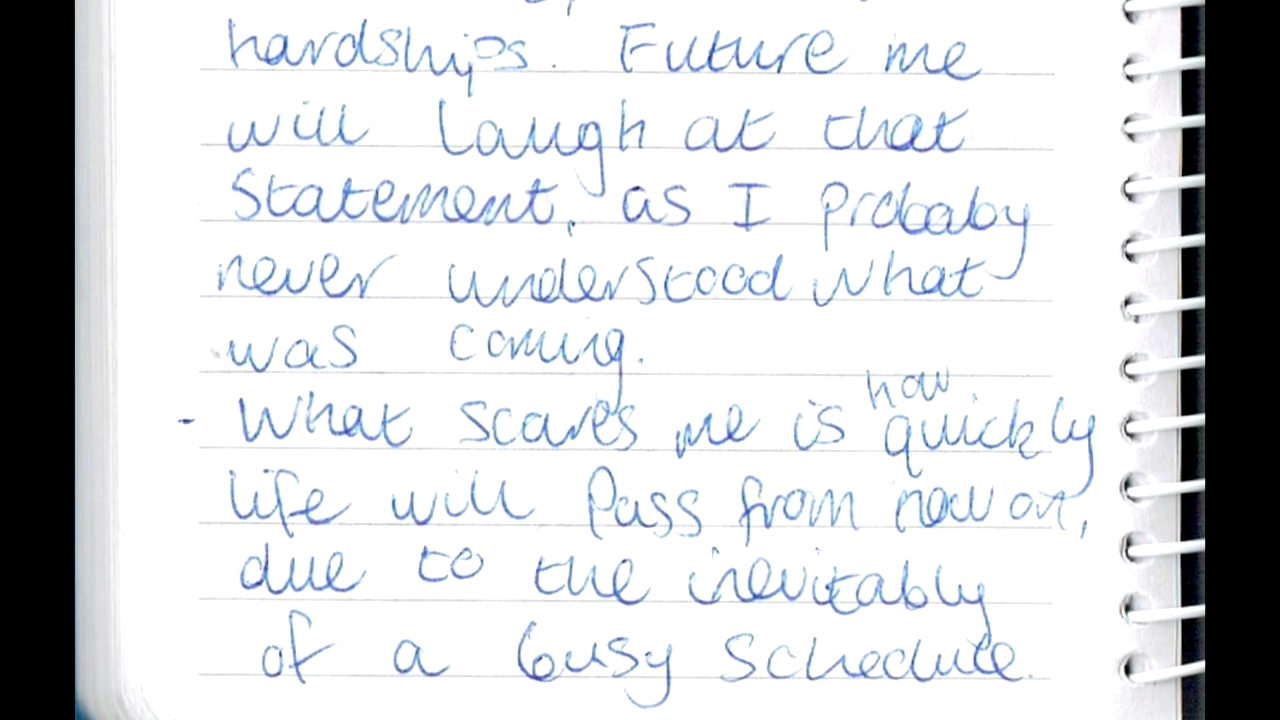 hardships. Future me
will laugh at that
Statement, as I probaby
never understood what
was coming.
how
- What scares me is quickly
life will Pass from now on,
due to the inevitably
of a busy schedule.